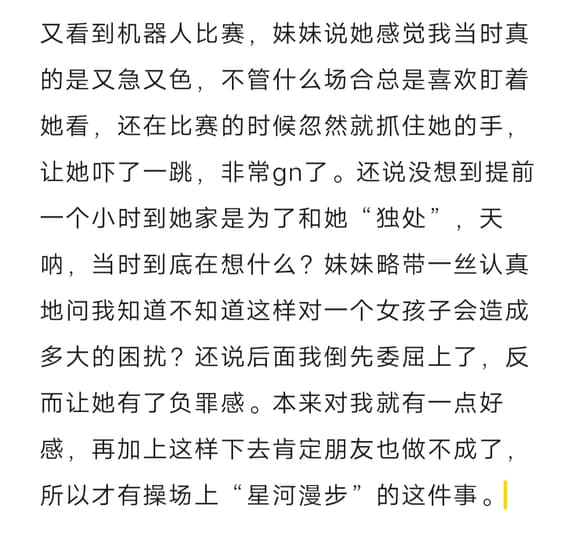 又看到机器人比赛，妹妹说她感觉我当时真
的是又急又色，不管什么场合总是喜欢盯着
她看，还在比赛的时候忽然就抓住她的手，
让她吓了一跳，非常gn了。还说没想到提前
一个小时到她家是为了和她“独处”，天
呐，当时到底在想什么？妹妹略带一丝认真
地问我知道不知道这样对一个女孩子会造成
多大的困扰？还说后面我倒先委屈上了，反
而让她有了负罪感。本来对我就有一点好
感，再加上这样下去肯定朋友也做不成了，
所以才有操场上“星河漫步”的这件事。